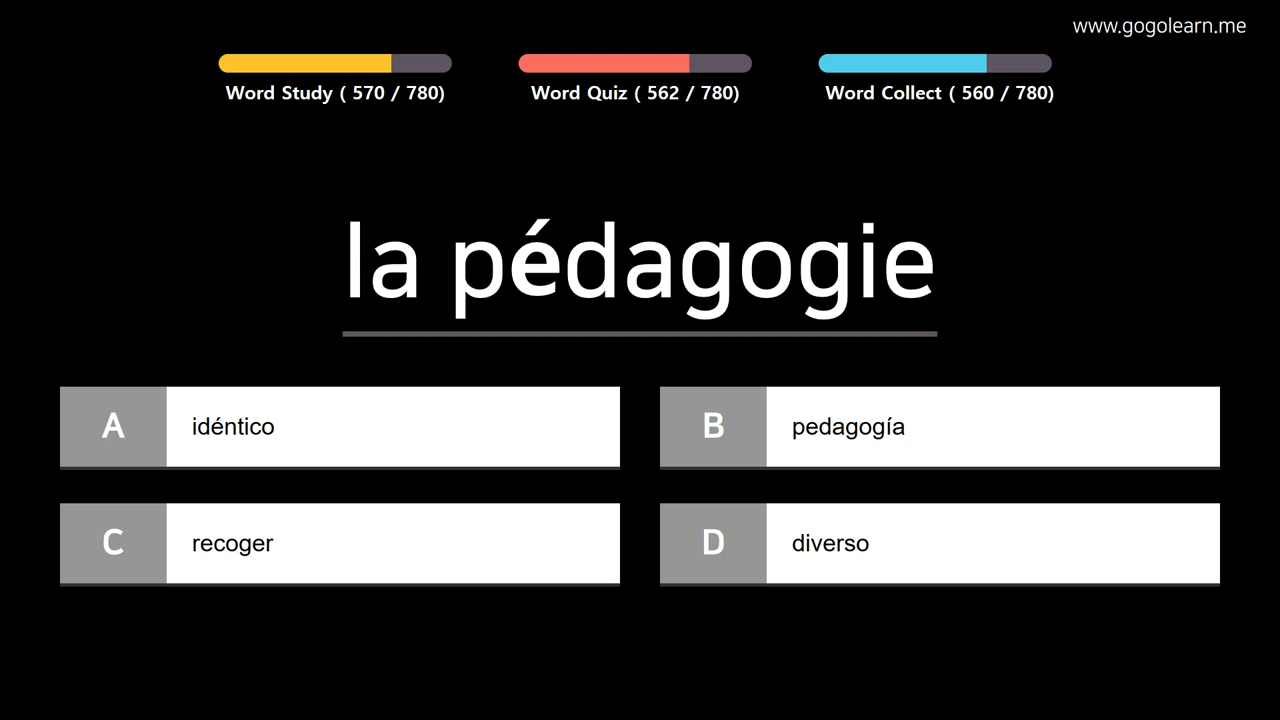 www.gogolearn.me
Word Study ( 570 / 780)
Word Quiz ( 562 / 780)
Word Collect ( 560 / 780)
la pédagogie
A
idéntico
B
pedagogía
C
recoger
D
diverso